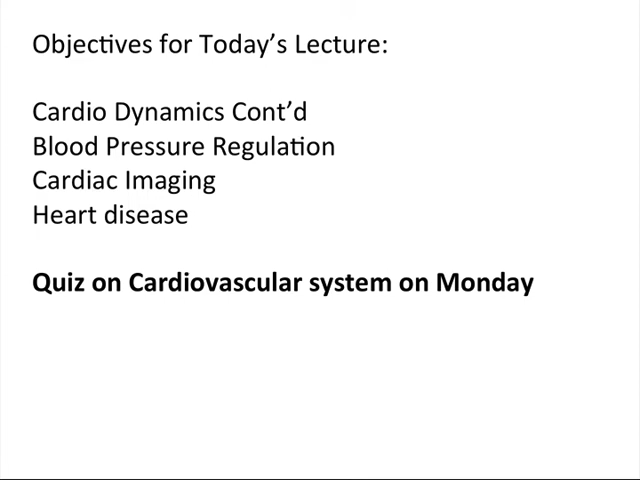 Objectives for Today’s Lecture:
Cardio Dynamics Cont’d
Blood Pressure Regulation
Cardiac Imaging
Heart disease
Quiz on Cardiovascular system on Monday